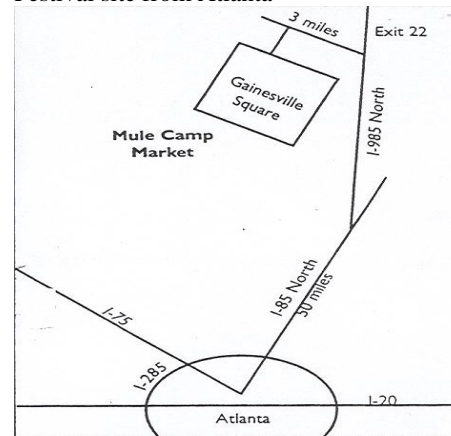 Festival site from Atlanta
3 miles
Exit 22
Gainesville
Square
I-985 North
Mule Camp
Market
I-85 North
50 miles
I-75
I-285
I-20
Atlanta